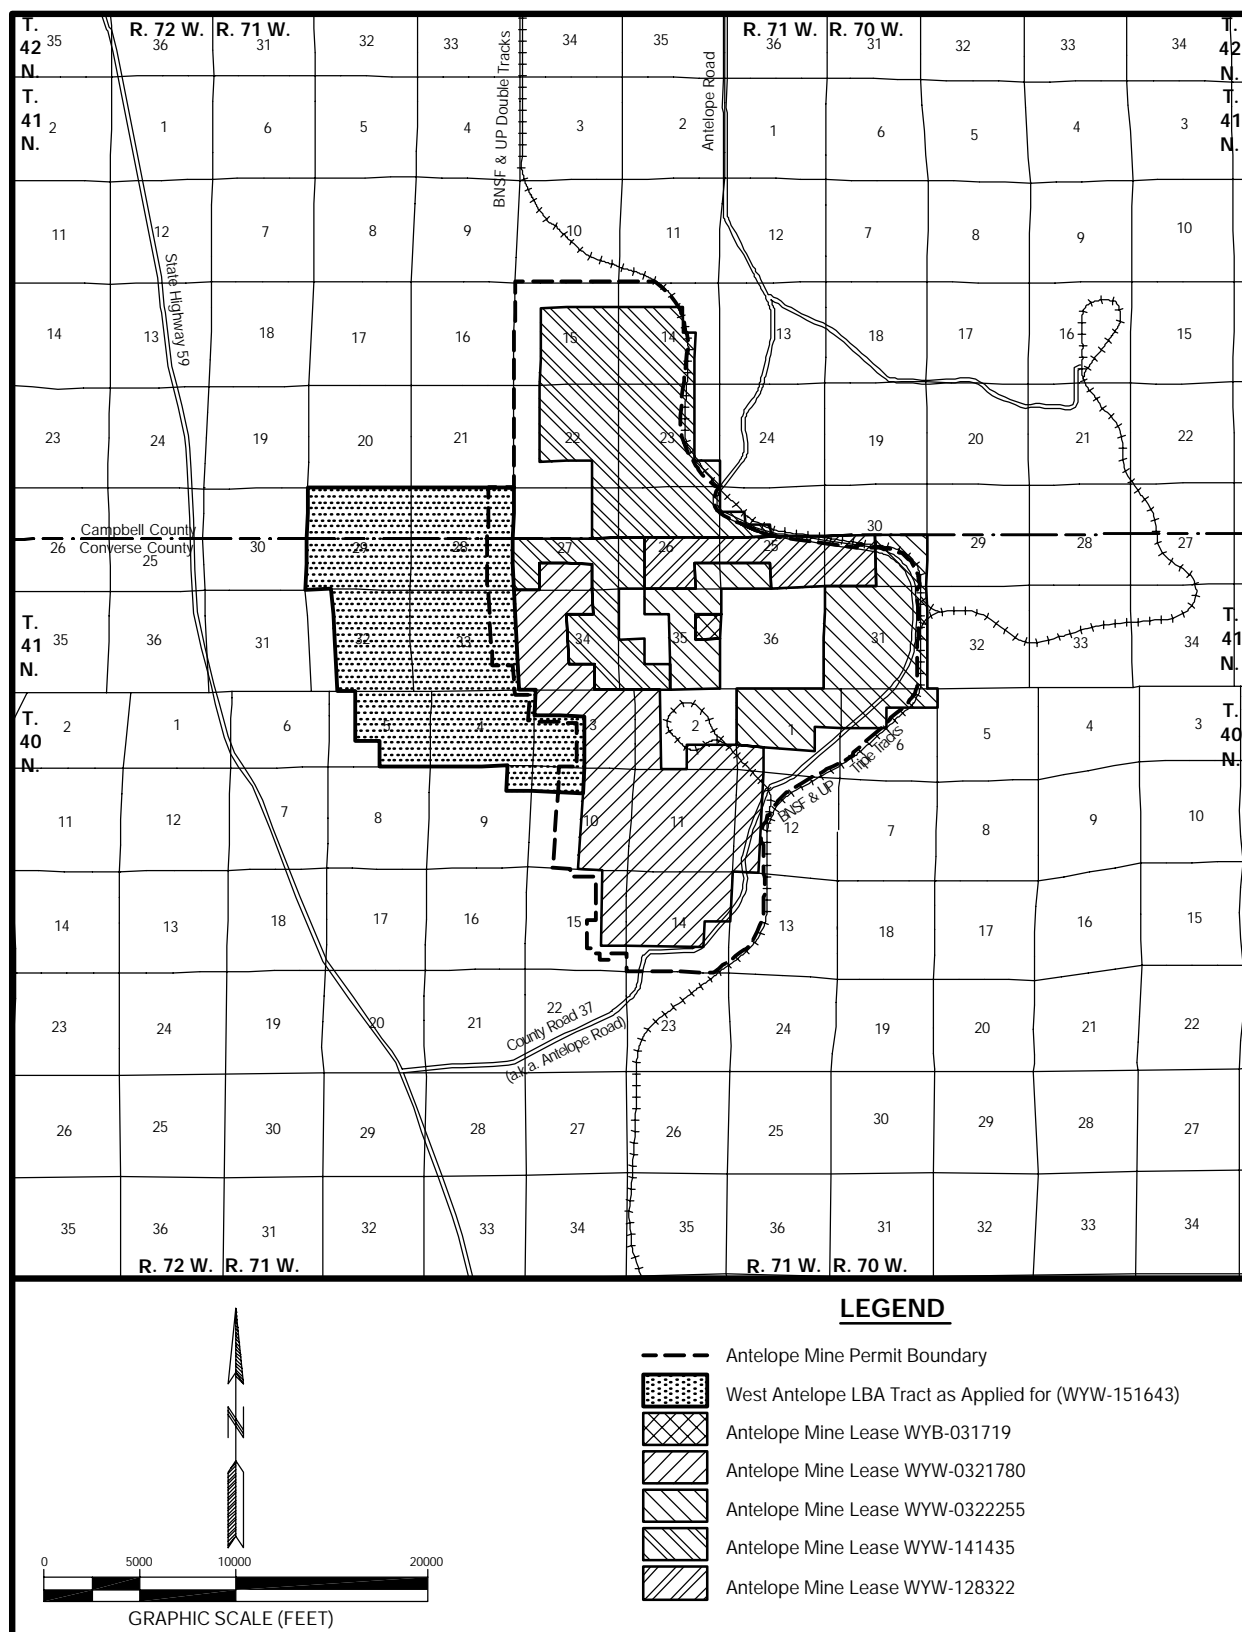 T. 42 N. 35 R. 72 W. R. 71 W. 36 31 32 33 34 35 R. 71 W. R. 70 W. 36 31 32 33 34 T. 42 N.
T. 41 N. 2 1 6 5 4 3 2 1 6 5 4 3 T. 41 N.
BNSF & UP Double Tracks
Antelope Road
11 12 7 8 9 10 11 12 7 8 9 10
State Highway 59
14 13 18 17 16 15 14 13 18 17 16 15
23 24 19 20 21 22 23 24 19 20 21 22
Campbell County
Converse County
26 25 30 29 28 27 26 25 30 29 28 27
T. 41 N. 35 36 31 32 33 34 35 36 31 32 33 34 T. 41 N.
T. 40 N. 2 1 6 5 4 3 2 1 6 5 4 3 T. 40 N.
BNSF & UP Triple Tracks
11 12 7 8 9 10 11 12 7 8 9 10
14 13 18 17 16 15 14 13 18 17 16 15
23 24 19 20 21 22 23 24 19 20 21 22
County Road 37
(a.k.a. Antelope Road)
26 25 30 29 28 27 26 25 30 29 28 27
35 36 31 32 33 34 35 36 31 32 33 34
R. 72 W. R. 71 W. R. 71 W. R. 70 W.
LEGEND
Antelope Mine Permit Boundary
West Antelope LBA Tract as Applied for (WYW-151643)
Antelope Mine Lease WYB-031719
Antelope Mine Lease WYW-0321780
Antelope Mine Lease WYW-0322255
Antelope Mine Lease WYW-141435
Antelope Mine Lease WYW-128322
N
0 5000 10000 20000
GRAPHIC SCALE (FEET)